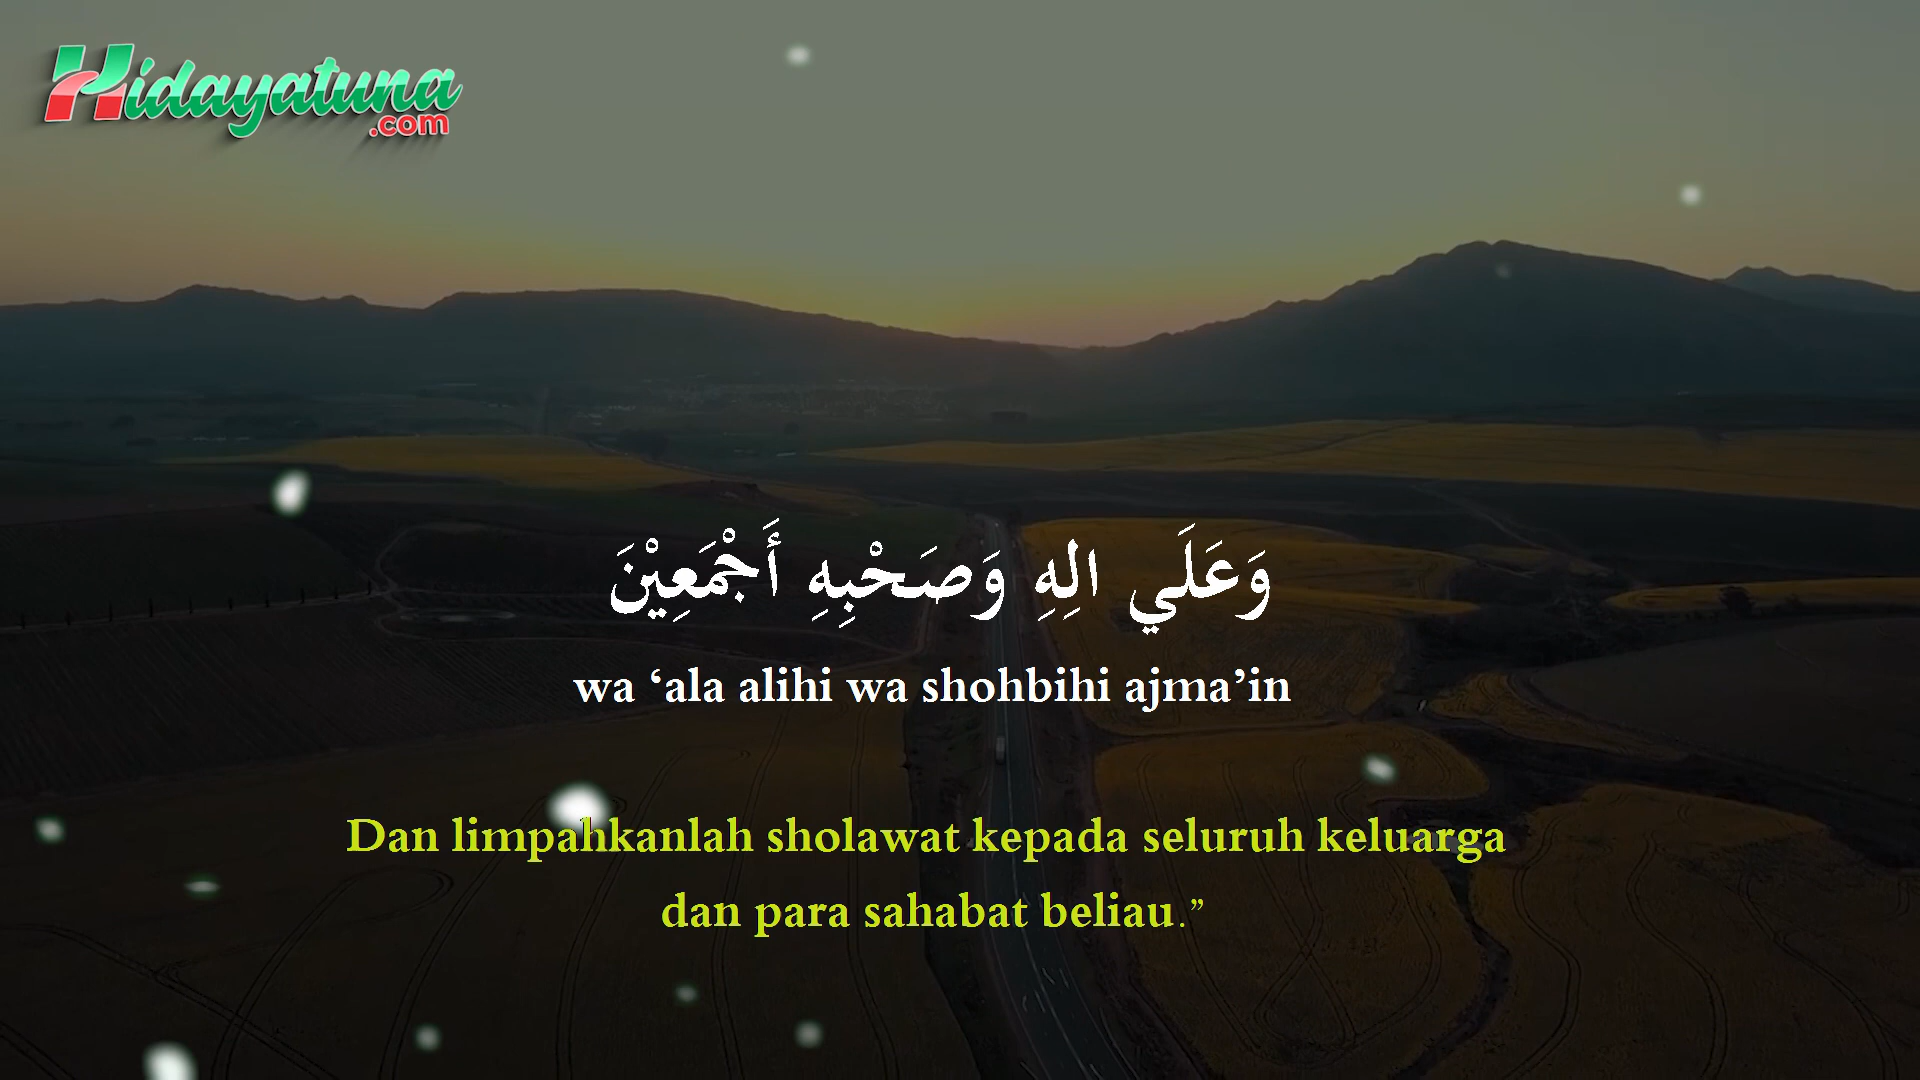 Hidayatuna
.com
وَعَلَي الِهِ وَصَحْبِهِ أَجْمَعِيْنَ
wa ‘ala alihi wa shohbihi ajma’in
Dan limpahkanlah sholawat kepada seluruh keluarga
dan para sahabat beliau.”